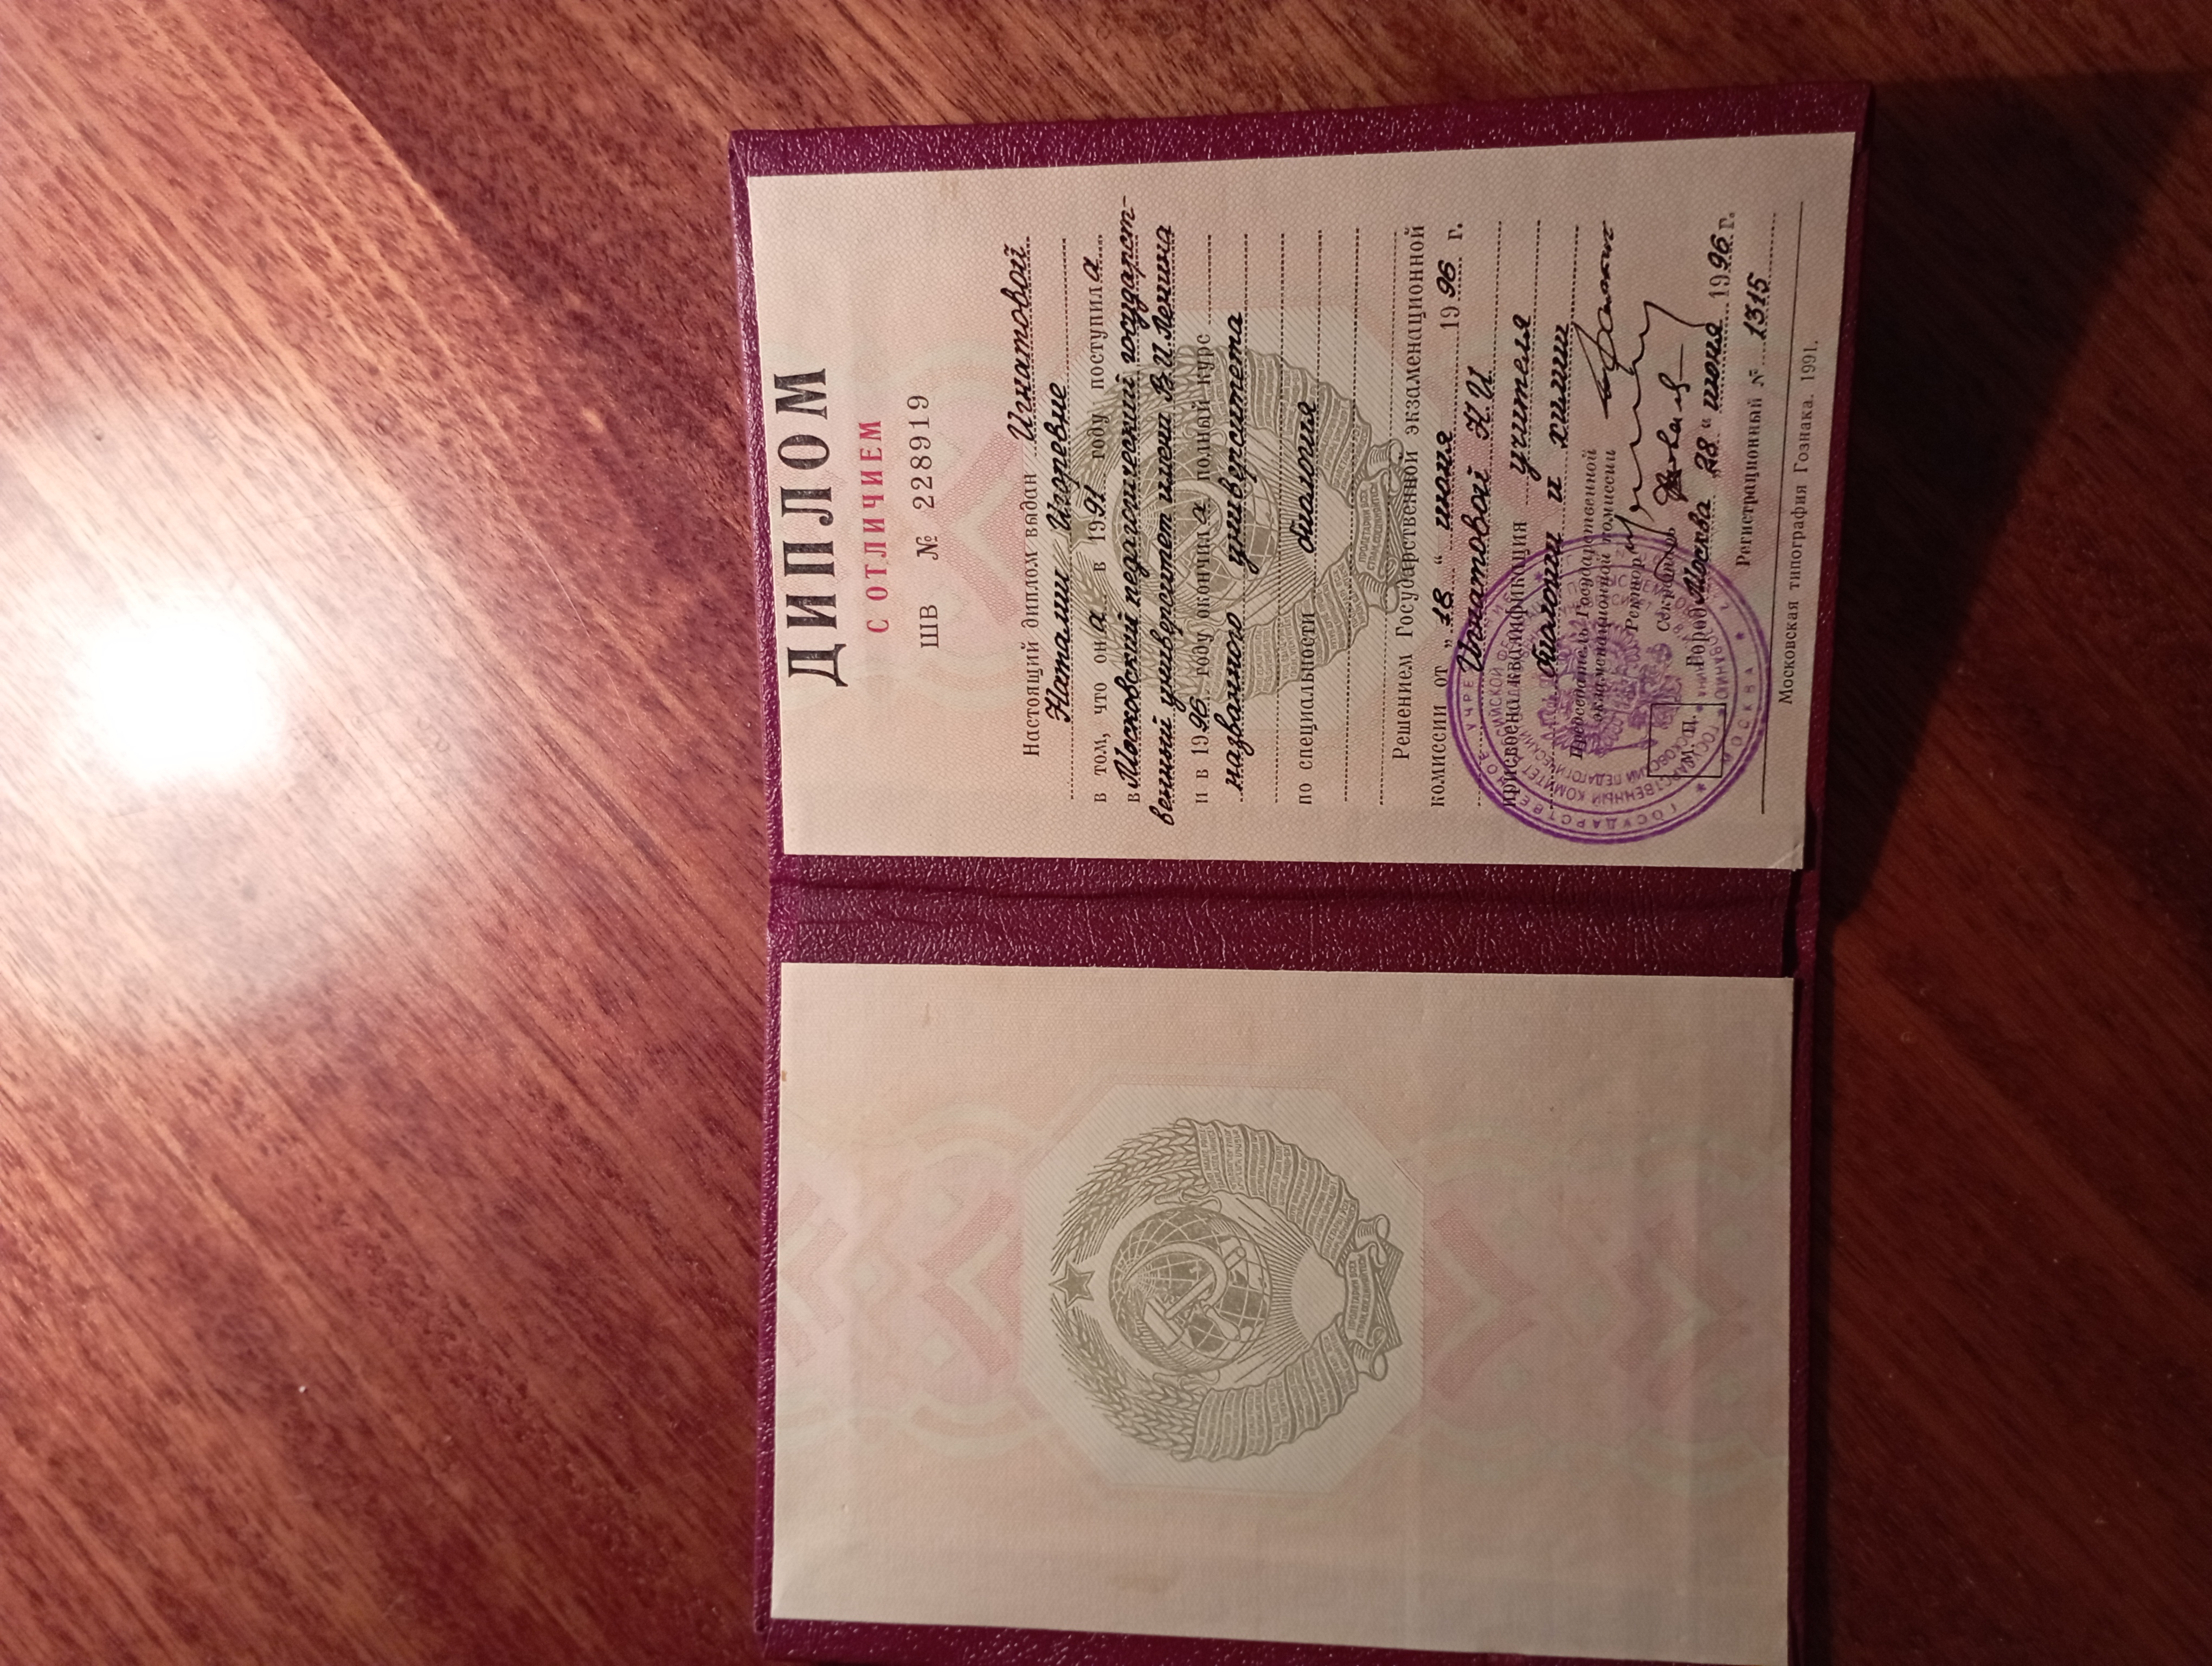 ДИПЛОМ
С ОТЛИЧИЕМ
ШВ № 228919
Настоящий диплом выдан Игнатовой
Наталии Игоревне
в том, что она в 1991 году поступила
в Московский педагогический государст-
венный университет имени В.И.Ленина
и в 1996 году окончила полный курс
названного университета
по специальности биология
Решением Государственной экзаменационной
комиссии от „18“ июня 1996 г.
Игнатовой Н.И.
присвоена квалификация учителя
биологии и химии
Председатель Государственной
экзаменационной комиссии
Ректор
Секретарь
Город Москва „28“ июня 1996 г.
М. П.
Регистрационный № 1315
Московская типография Гознака. 1991.